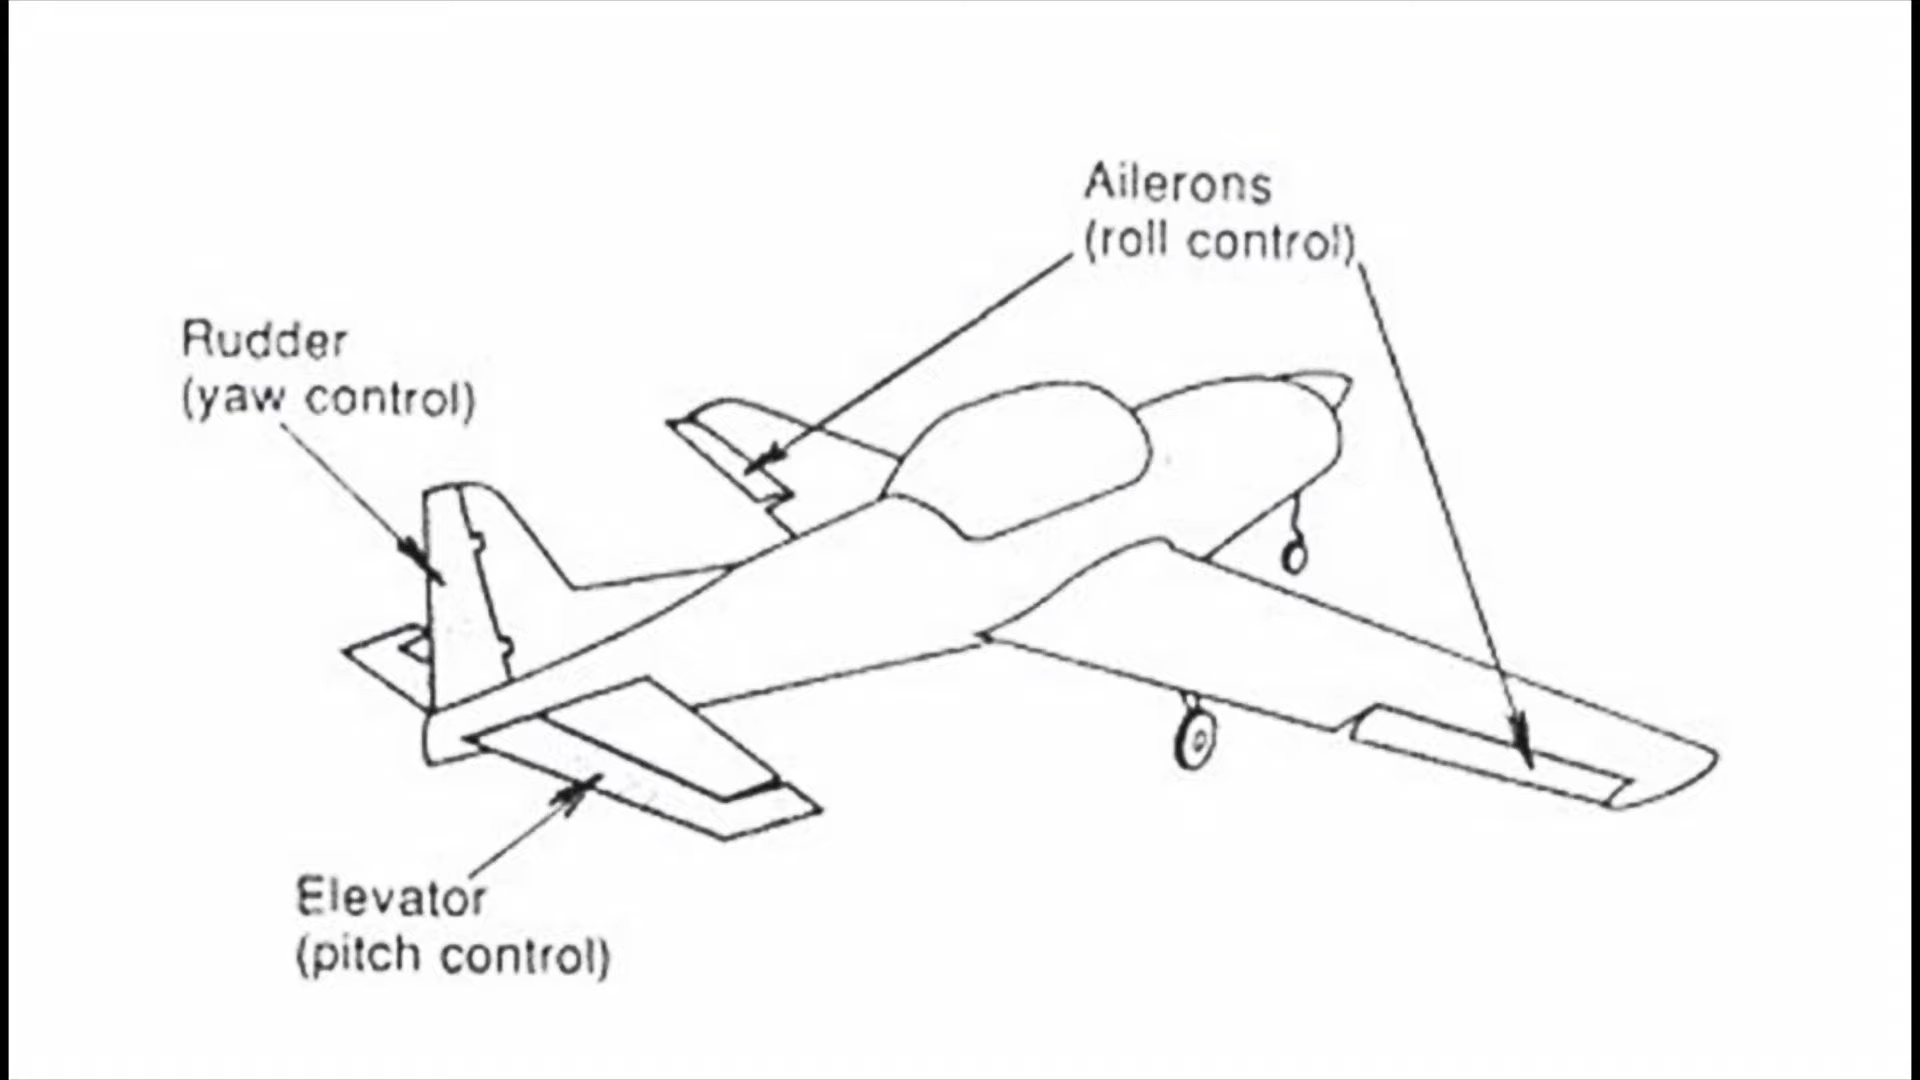 Ailerons
(roll control)
Rudder
(yaw control)
Elevator
(pitch control)